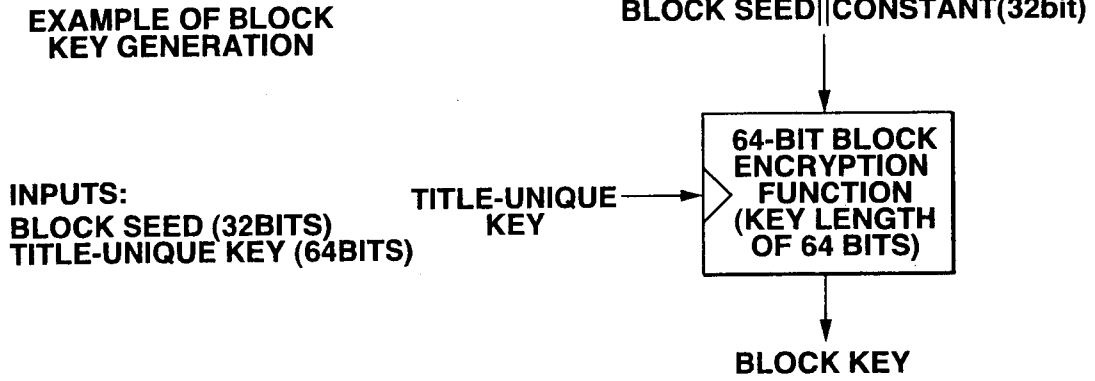 EXAMPLE OF BLOCK
KEY GENERATION
BLOCK SEED||CONSTANT(32bit)
64-BIT BLOCK
ENCRYPTION
FUNCTION
(KEY LENGTH
OF 64 BITS)
INPUTS:
BLOCK SEED (32BITS)
TITLE-UNIQUE KEY (64BITS)
TITLE-UNIQUE
KEY
BLOCK KEY